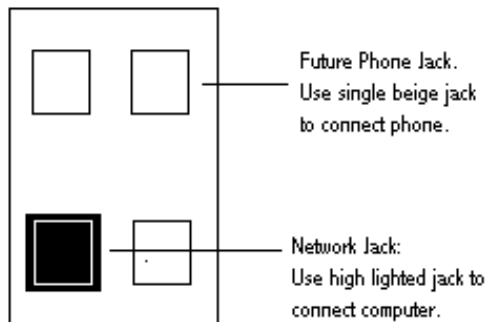 Future Phone Jack.
Use single beige jack
to connect phone.
Network Jack:
Use high lighted jack to
connect computer.